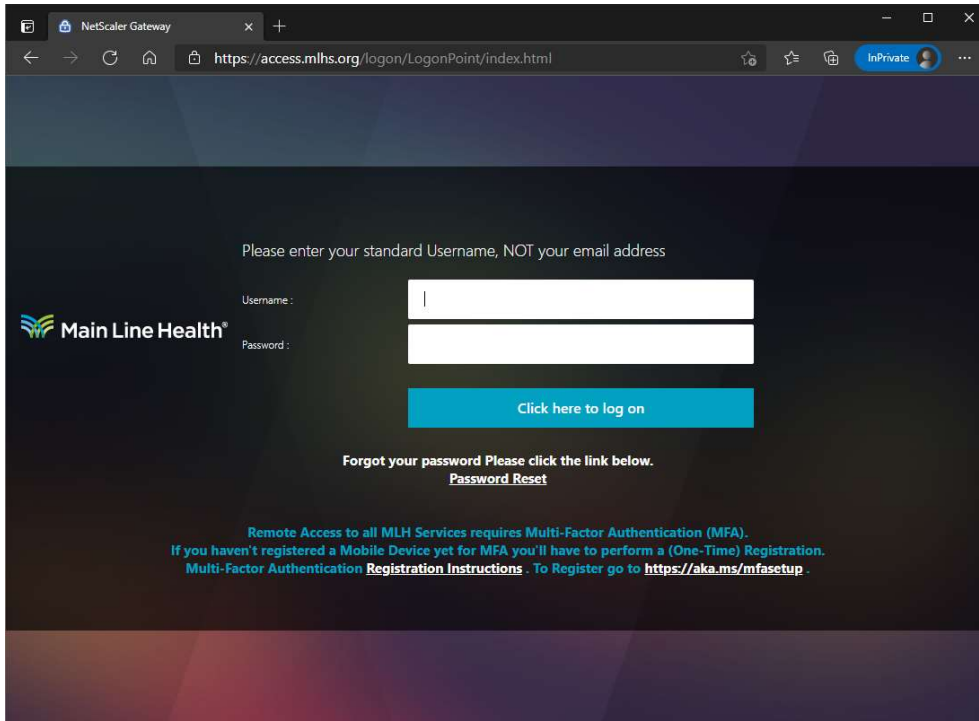 NetScaler Gateway
https://access.mlhs.org/logon/LogonPoint/index.html
InPrivate
Please enter your standard Username, NOT your email address
Username :
Main Line Health®
Password :
Click here to log on
Forgot your password Please click the link below.
Password Reset
Remote Access to all MLH Services requires Multi-Factor Authentication (MFA).
If you haven't registered a Mobile Device yet for MFA you'll have to perform a (One-Time) Registration.
Multi-Factor Authentication Registration Instructions . To Register go to https://aka.ms/mfasetup .